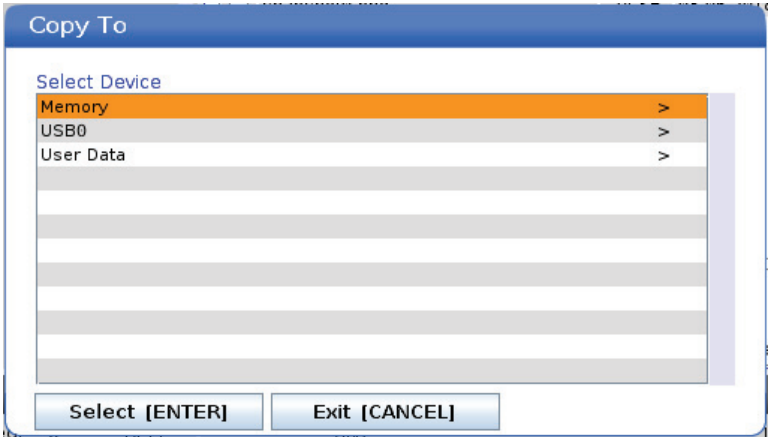 Copy To
Select Device
Memory >
USB0 >
User Data >
Select [ENTER] Exit [CANCEL]